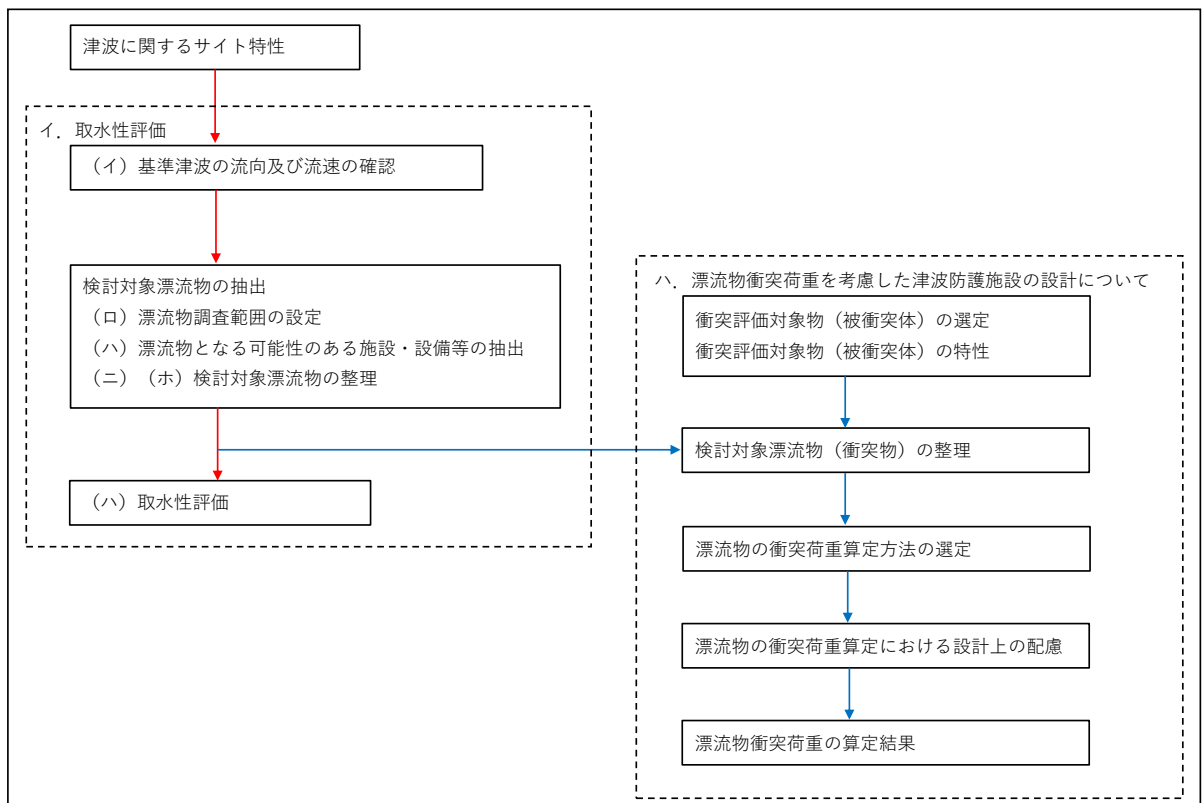 津波に関するサイト特性
イ．取水性評価
（イ）基準津波の流向及び流速の確認
検討対象漂流物の抽出
（ロ）漂流物調査範囲の設定
（ハ）漂流物となる可能性のある施設・設備等の抽出
（ニ）（ホ）検討対象漂流物の整理
（ハ）取水性評価
ハ．漂流物衝突荷重を考慮した津波防護施設の設計について
衝突評価対象物（被衝突体）の選定
衝突評価対象物（被衝突体）の特性
検討対象漂流物（衝突物）の整理
漂流物の衝突荷重算定方法の選定
漂流物の衝突荷重算定における設計上の配慮
漂流物衝突荷重の算定結果